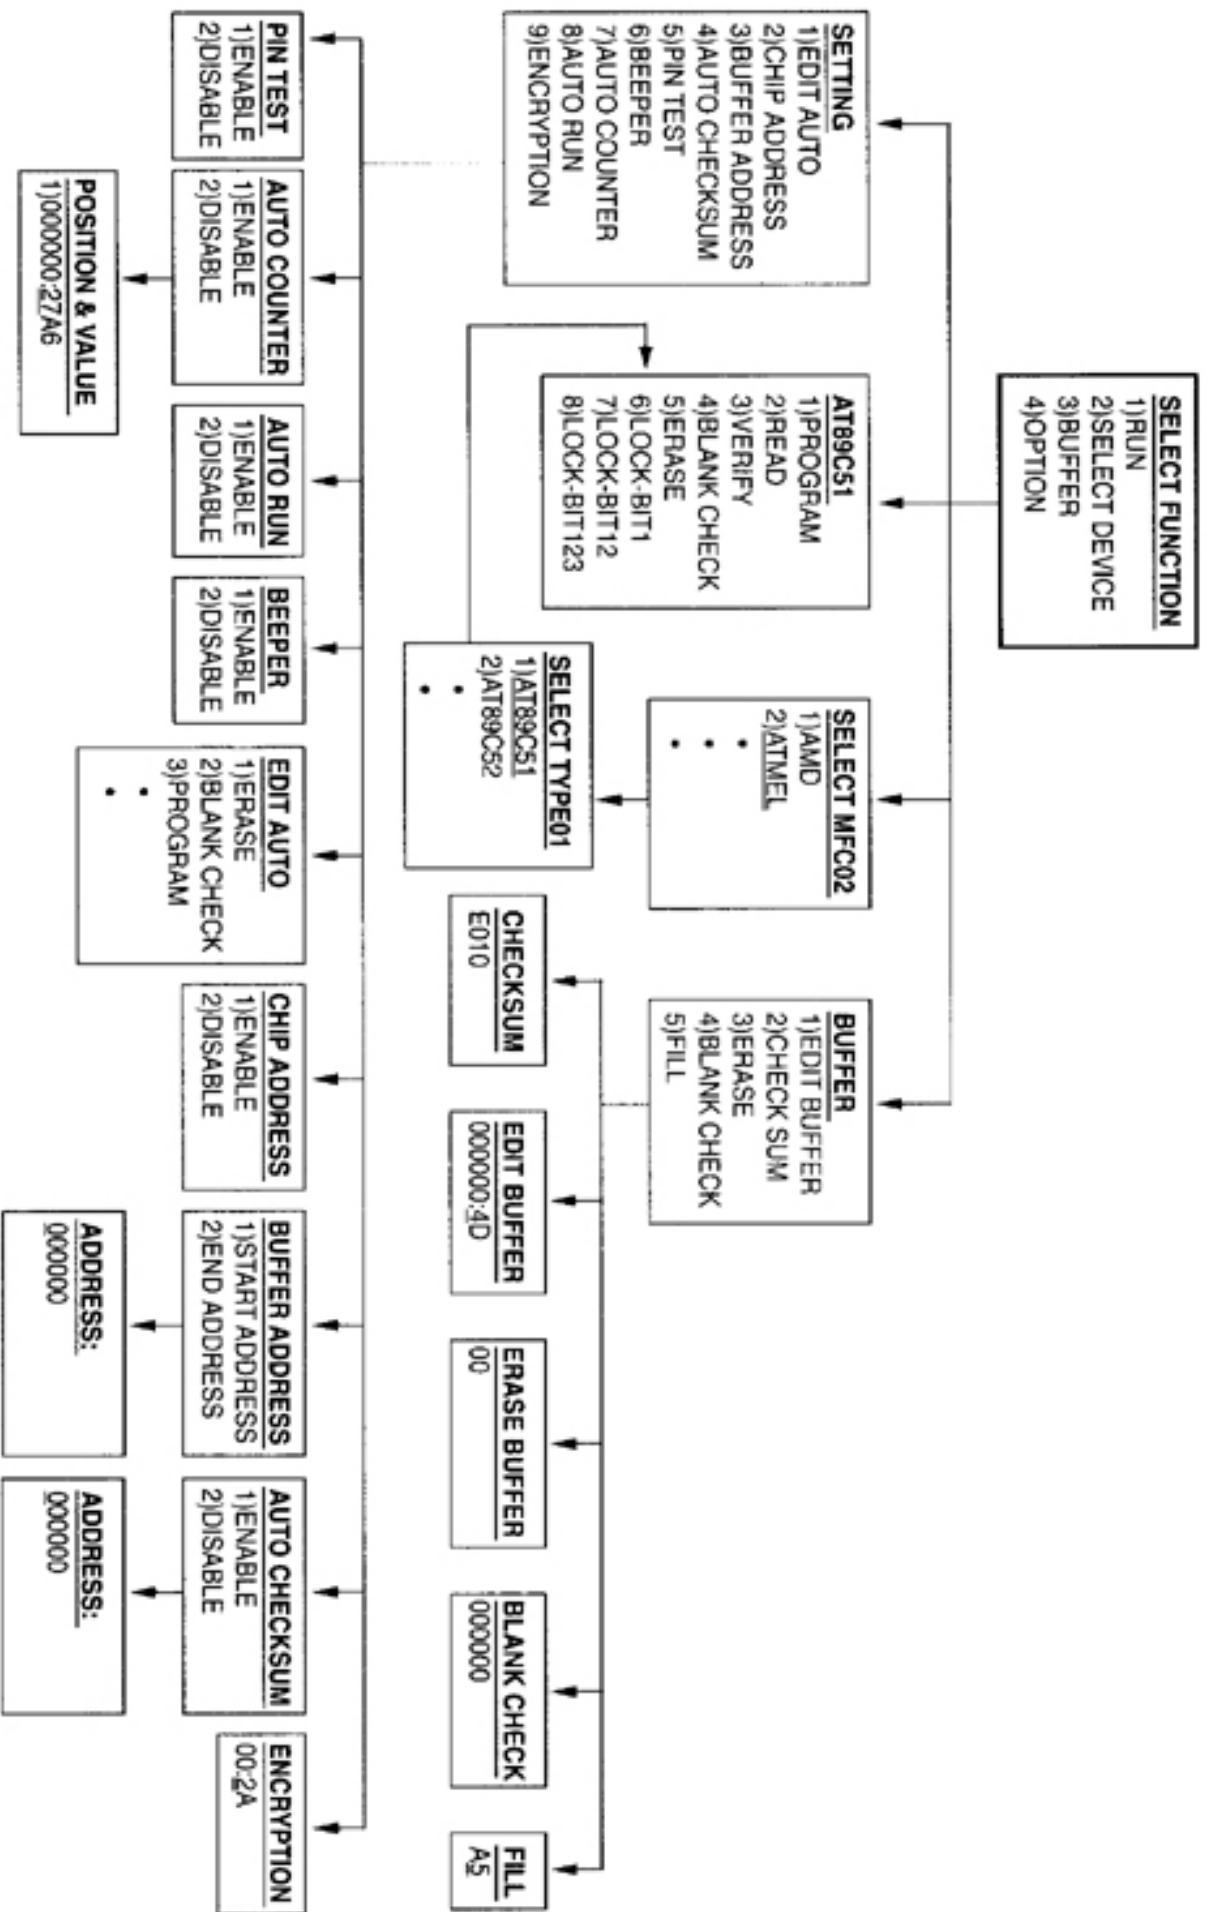 SELECT FUNCTION
1)RUN
2)SELECT DEVICE
3)BUFFER
4)OPTION
SETTING
1)EDIT AUTO
2)CHIP ADDRESS
3)BUFFER ADDRESS
4)AUTO CHECKSUM
5)PIN TEST
6)BEEPER
7)AUTO COUNTER
8)AUTO RUN
9)ENCRYPTION
AT89C51
1)PROGRAM
2)READ
3)VERIFY
4)BLANK CHECK
5)ERASE
6)LOCK-BIT1
7)LOCK-BIT12
8)LOCK-BIT123
SELECT MFC02
1)AMD
2)ATMEL
SELECT TYPE01
1)AT89C51
2)AT89C52
BUFFER
1)EDIT BUFFER
2)CHECK SUM
3)ERASE
4)BLANK CHECK
5)FILL
CHECKSUM
E010
EDIT BUFFER
000000:4D
ERASE BUFFER
00
BLANK CHECK
000000
FILL
A5
PIN TEST
1)ENABLE
2)DISABLE
AUTO COUNTER
1)ENABLE
2)DISABLE
POSITION & VALUE
1)000000:27A6
AUTO RUN
1)ENABLE
2)DISABLE
BEEPER
1)ENABLE
2)DISABLE
EDIT AUTO
1)ERASE
2)BLANK CHECK
3)PROGRAM
CHIP ADDRESS
1)ENABLE
2)DISABLE
BUFFER ADDRESS
1)START ADDRESS
2)END ADDRESS
ADDRESS:
000000
AUTO CHECKSUM
1)ENABLE
2)DISABLE
ADDRESS:
000000
ENCRYPTION
00:2A